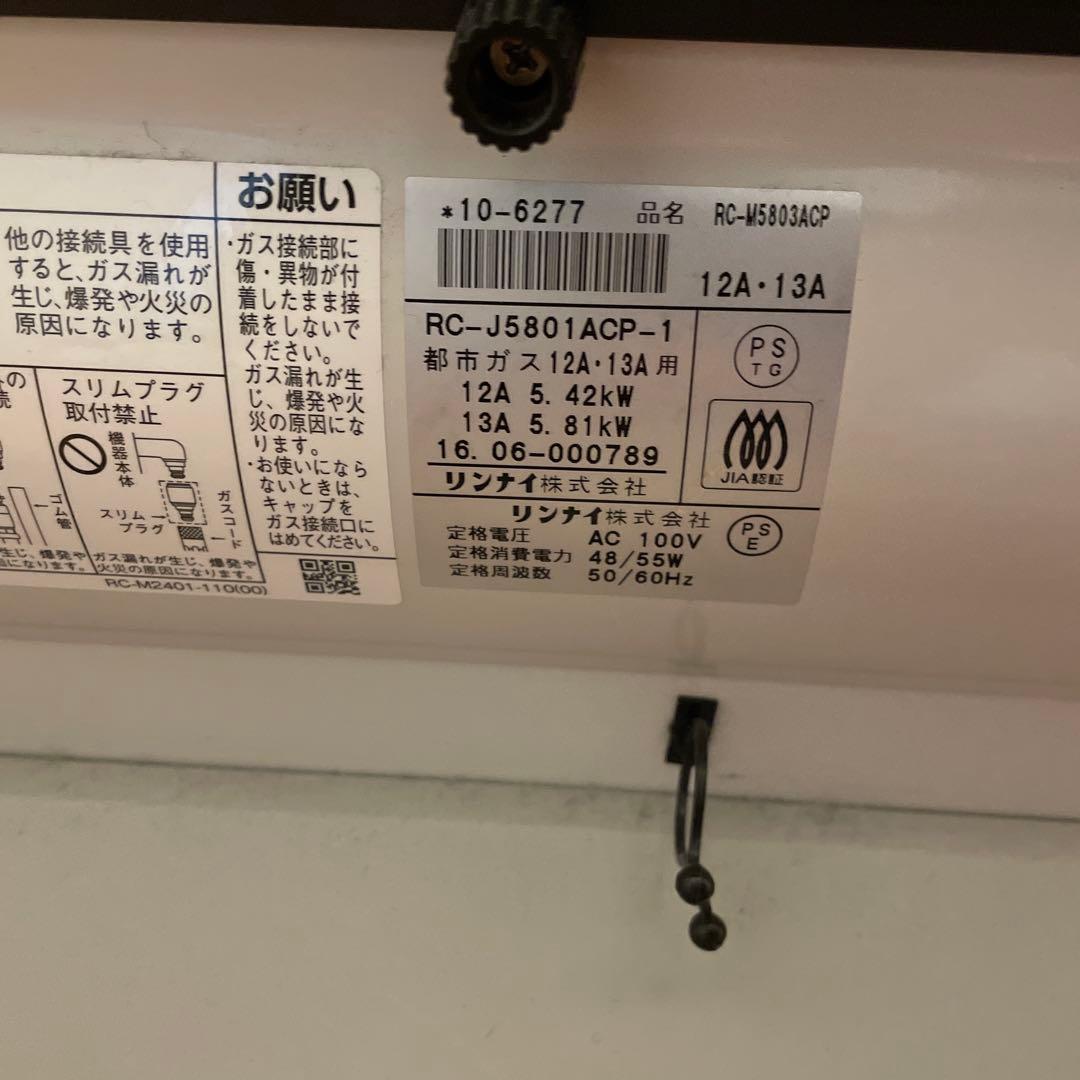 他の接続具を使用
すると、ガス漏れが
生じ、爆発や火災の
原因になります。
スリムプラグ
取付禁止
機器本体
スリム
プラグ
ガスコード
ゴム管
ガス漏れが生じ、爆発や
火災の原因になります。
生じ、爆発や
因になります。
RC-M2401-110(00)
お願い
・ガス接続部に
傷・異物が付
着したまま接
続をしないで
ください。
ガス漏れが生
じ、爆発や火
災の原因にな
ります。
・お使いになら
ないときは、
キャップを
ガス接続口に
はめてください。
*10-6277 品名 RC-M5803ACP
12A・13A
RC-J5801ACP-1
都市ガス12A・13A用
12A 5.42kW
13A 5.81kW
16.06-000789
リンナイ株式会社
PS
TG
JIA認証
リンナイ株式会社
定格電圧 AC 100V
定格消費電力 48/55W
定格周波数 50/60Hz
PS
E